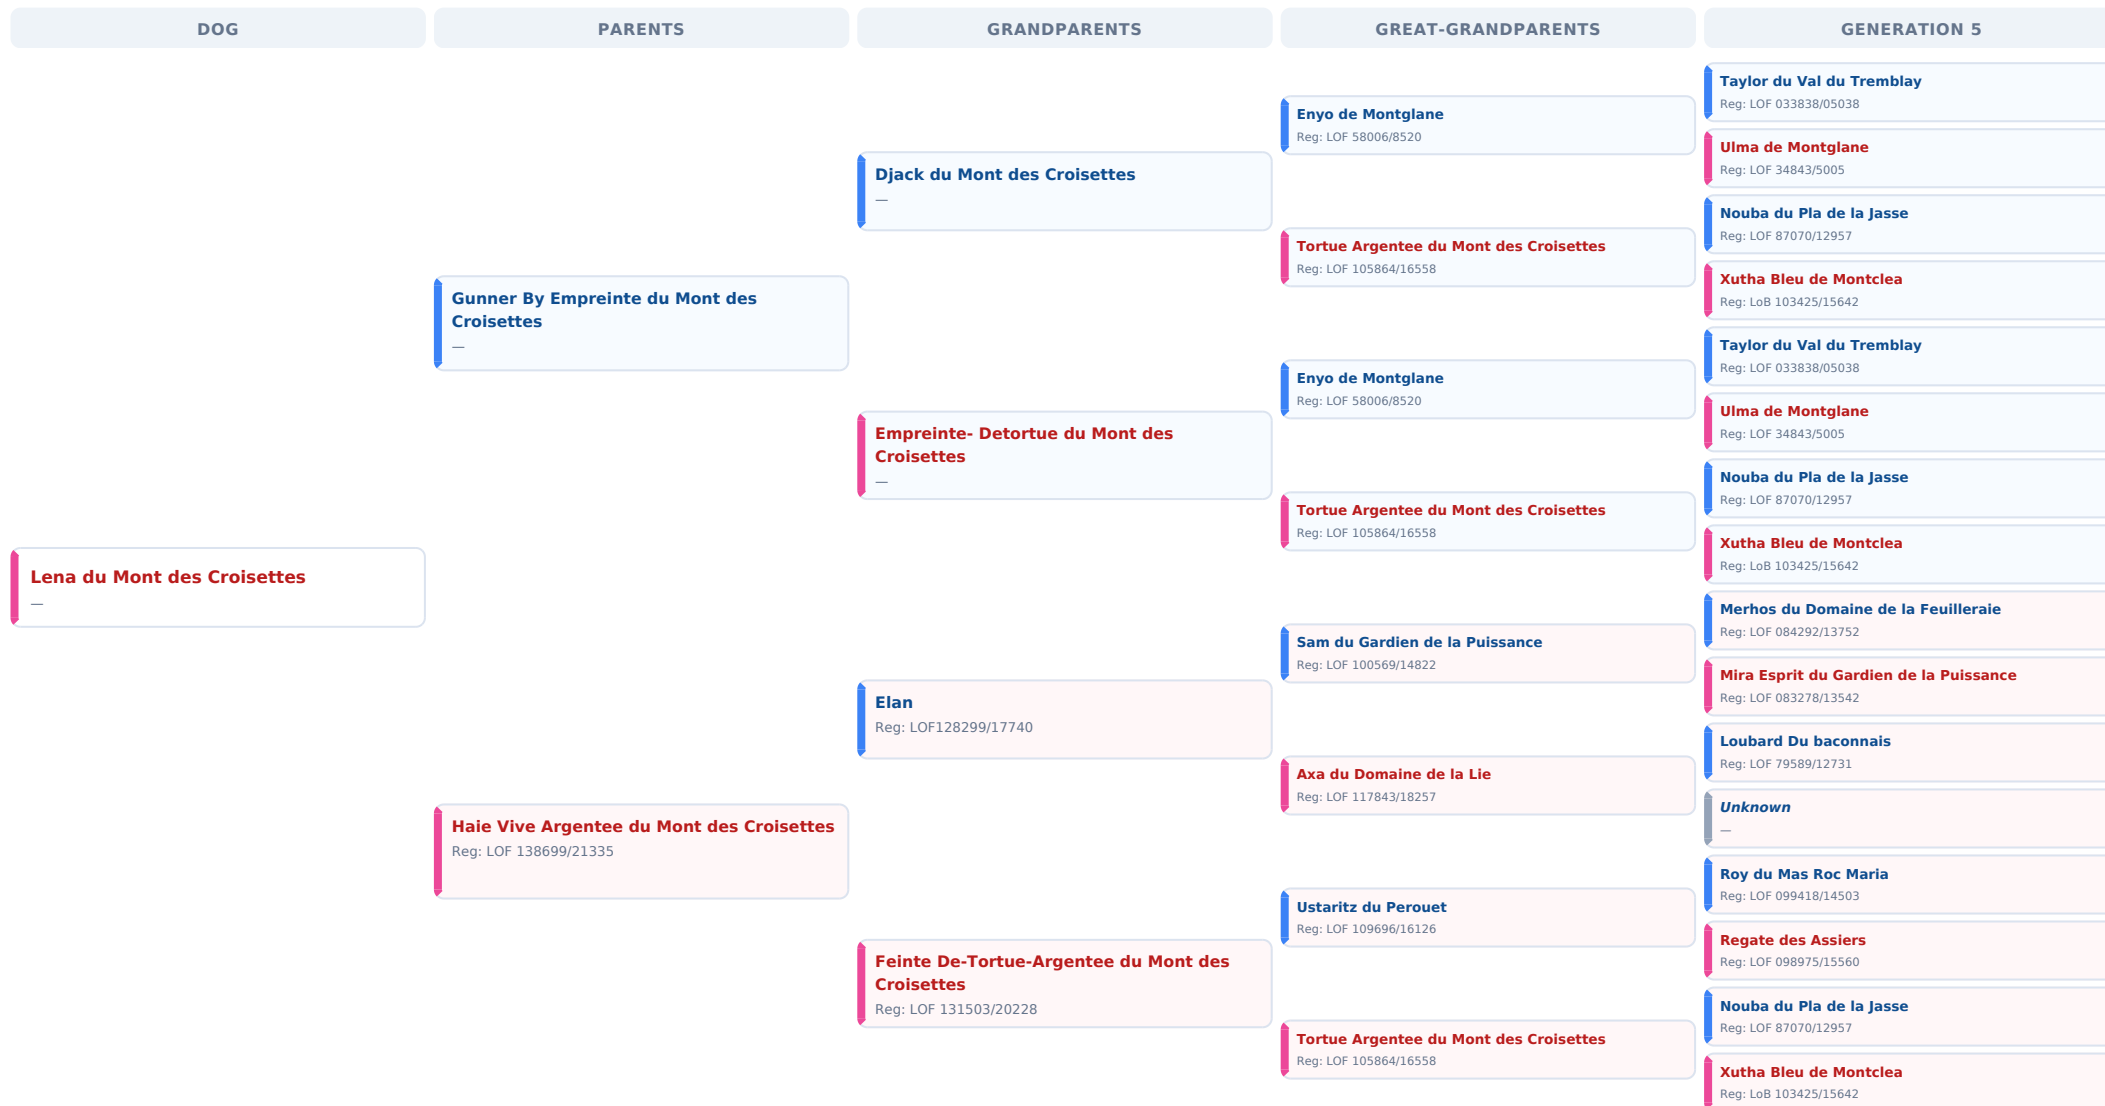 DOG
PARENTS
GRANDPARENTS
GREAT-GRANDPARENTS
GENERATION 5
Lena du Mont des Croisettes
—
Gunner By Empreinte du Mont des
Croisettes
—
Haie Vive Argentee du Mont des Croisettes
Reg: LOF 138699/21335
Djack du Mont des Croisettes
—
Empreinte- Detortue du Mont des
Croisettes
—
Elan
Reg: LOF128299/17740
Feinte De-Tortue-Argentee du Mont des
Croisettes
Reg: LOF 131503/20228
Enyo de Montglane
Reg: LOF 58006/8520
Tortue Argentee du Mont des Croisettes
Reg: LOF 105864/16558
Enyo de Montglane
Reg: LOF 58006/8520
Tortue Argentee du Mont des Croisettes
Reg: LOF 105864/16558
Sam du Gardien de la Puissance
Reg: LOF 100569/14822
Axa du Domaine de la Lie
Reg: LOF 117843/18257
Ustaritz du Perouet
Reg: LOF 109696/16126
Tortue Argentee du Mont des Croisettes
Reg: LOF 105864/16558
Taylor du Val du Tremblay
Reg: LOF 033838/05038
Ulma de Montglane
Reg: LOF 34843/5005
Nouba du Pla de la Jasse
Reg: LOF 87070/12957
Xutha Bleu de Montclea
Reg: LoB 103425/15642
Taylor du Val du Tremblay
Reg: LOF 033838/05038
Ulma de Montglane
Reg: LOF 34843/5005
Nouba du Pla de la Jasse
Reg: LOF 87070/12957
Xutha Bleu de Montclea
Reg: LoB 103425/15642
Merhos du Domaine de la Feuilleraie
Reg: LOF 084292/13752
Mira Esprit du Gardien de la Puissance
Reg: LOF 083278/13542
Loubard Du baconnais
Reg: LOF 79589/12731
Unknown
—
Roy du Mas Roc Maria
Reg: LOF 099418/14503
Regate des Assiers
Reg: LOF 098975/15560
Nouba du Pla de la Jasse
Reg: LOF 87070/12957
Xutha Bleu de Montclea
Reg: LoB 103425/15642